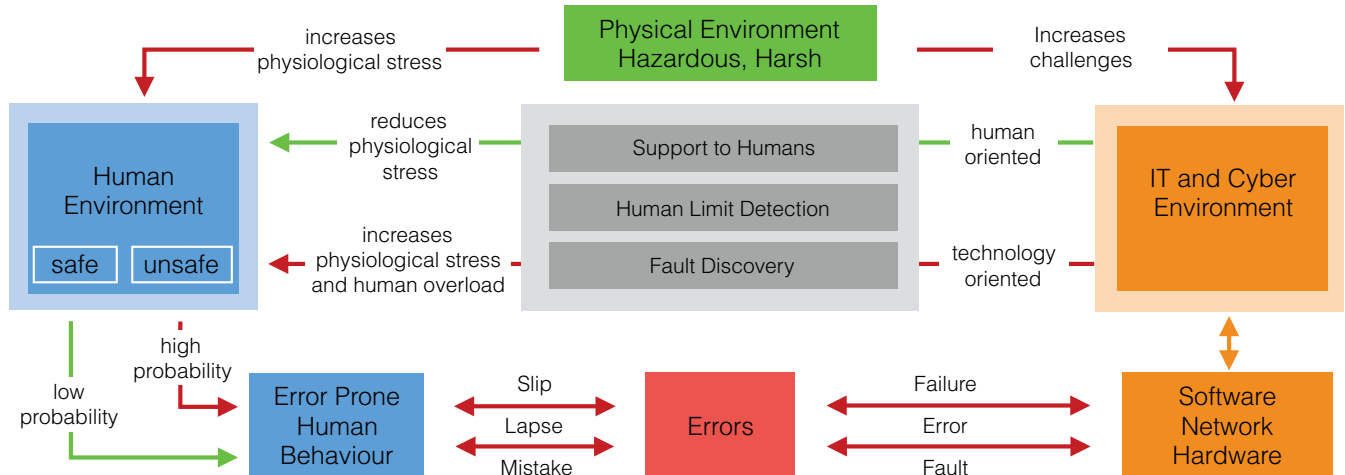 Physical Environment
Hazardous, Harsh
increases
physiological stress
Increases
challenges
reduces
physiological
stress
Support to Humans
human
oriented
Human
Environment
Human Limit Detection
IT and Cyber
Environment
safe
unsafe
increases
physiological stress
and human overload
Fault Discovery
technology
oriented
high
probability
low
probability
Error Prone
Human
Behaviour
Slip
Lapse
Mistake
Errors
Failure
Error
Fault
Software
Network
Hardware